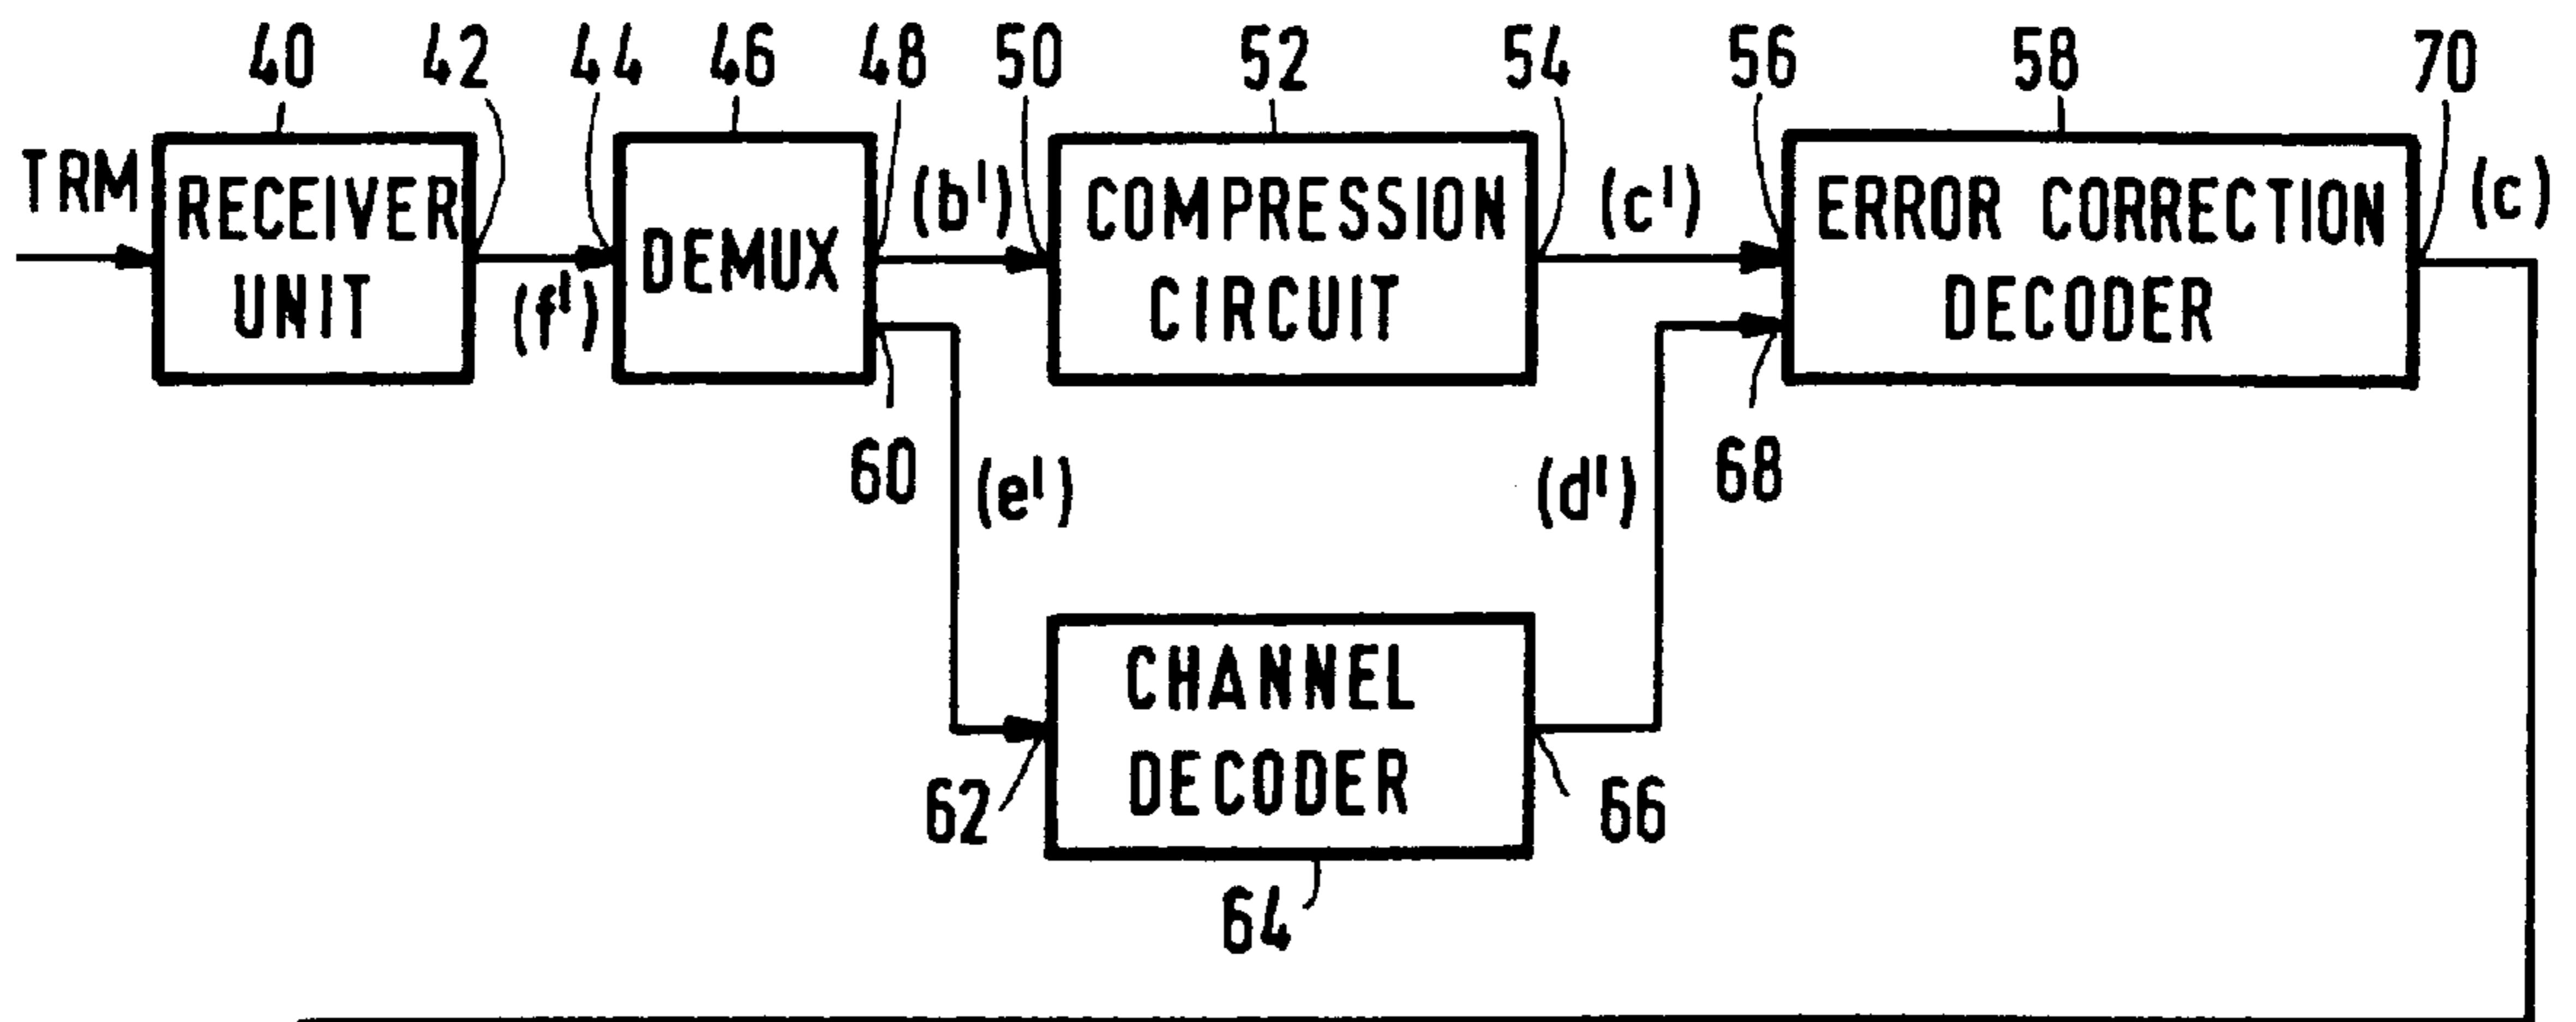 40 42 44 46 48 50 52 54 56 58 70
TRM
RECEIVER
UNIT
(f')
DEMUX
(b')
COMPRESSION
CIRCUIT
(c')
ERROR CORRECTION
DECODER
(c)
60
(e')
(d')
68
CHANNEL
DECODER
62
66
64